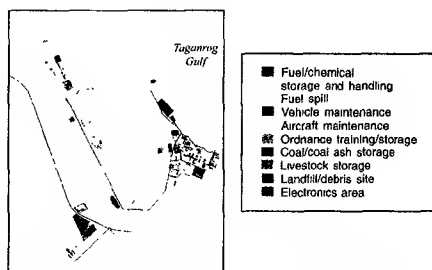 Taganrog
Gulf
Fuel/chemical
storage and handling
Fuel spill
Vehicle maintenance
Aircraft maintenance
Ordnance training/storage
Coal/coal ash storage
Livestock storage
Landfill/debris site
Electronics area